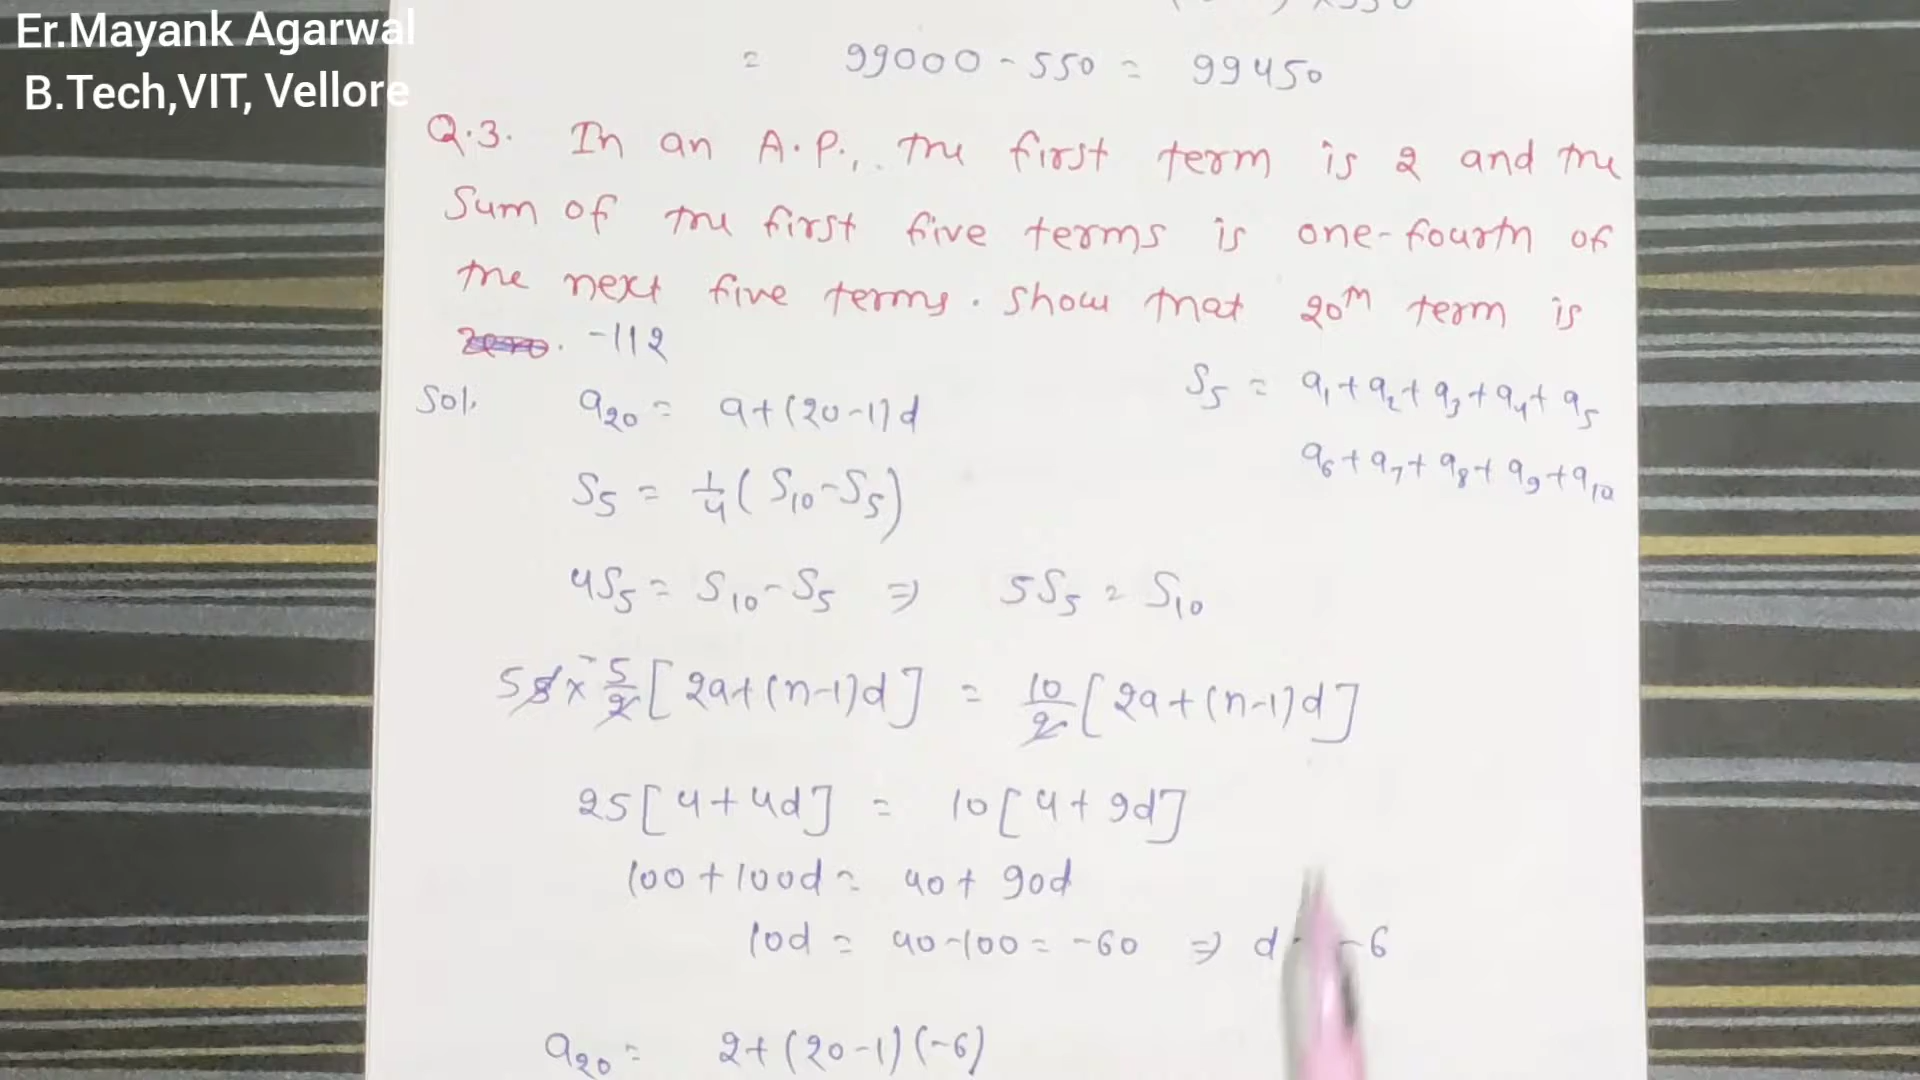 Er.Mayank Agarwal
B.Tech,VIT, Vellore
= 99000 - 550 = 99450
Q.3. In an A.P., the first term is 2 and the
Sum of the first five terms is one-fourth of
the next five terms. Show that 20th term is
zero. -112
Sol. a20 = a+(20-1)d
S5 = a1+a2+a3+a4+a5
a6+a7+a8+a9+a10
S5 = 1/4(S10-S5)
4S5 = S10-S5 ⇒ 5S5 = S10
5 × 5/2[2a+(n-1)d] = 10/2[2a+(n-1)d]
25[4+4d] = 10[4+9d]
100+100d = 40+90d
10d = 40-100 = -60 ⇒ d -6
a20 = 2+(20-1)(-6)